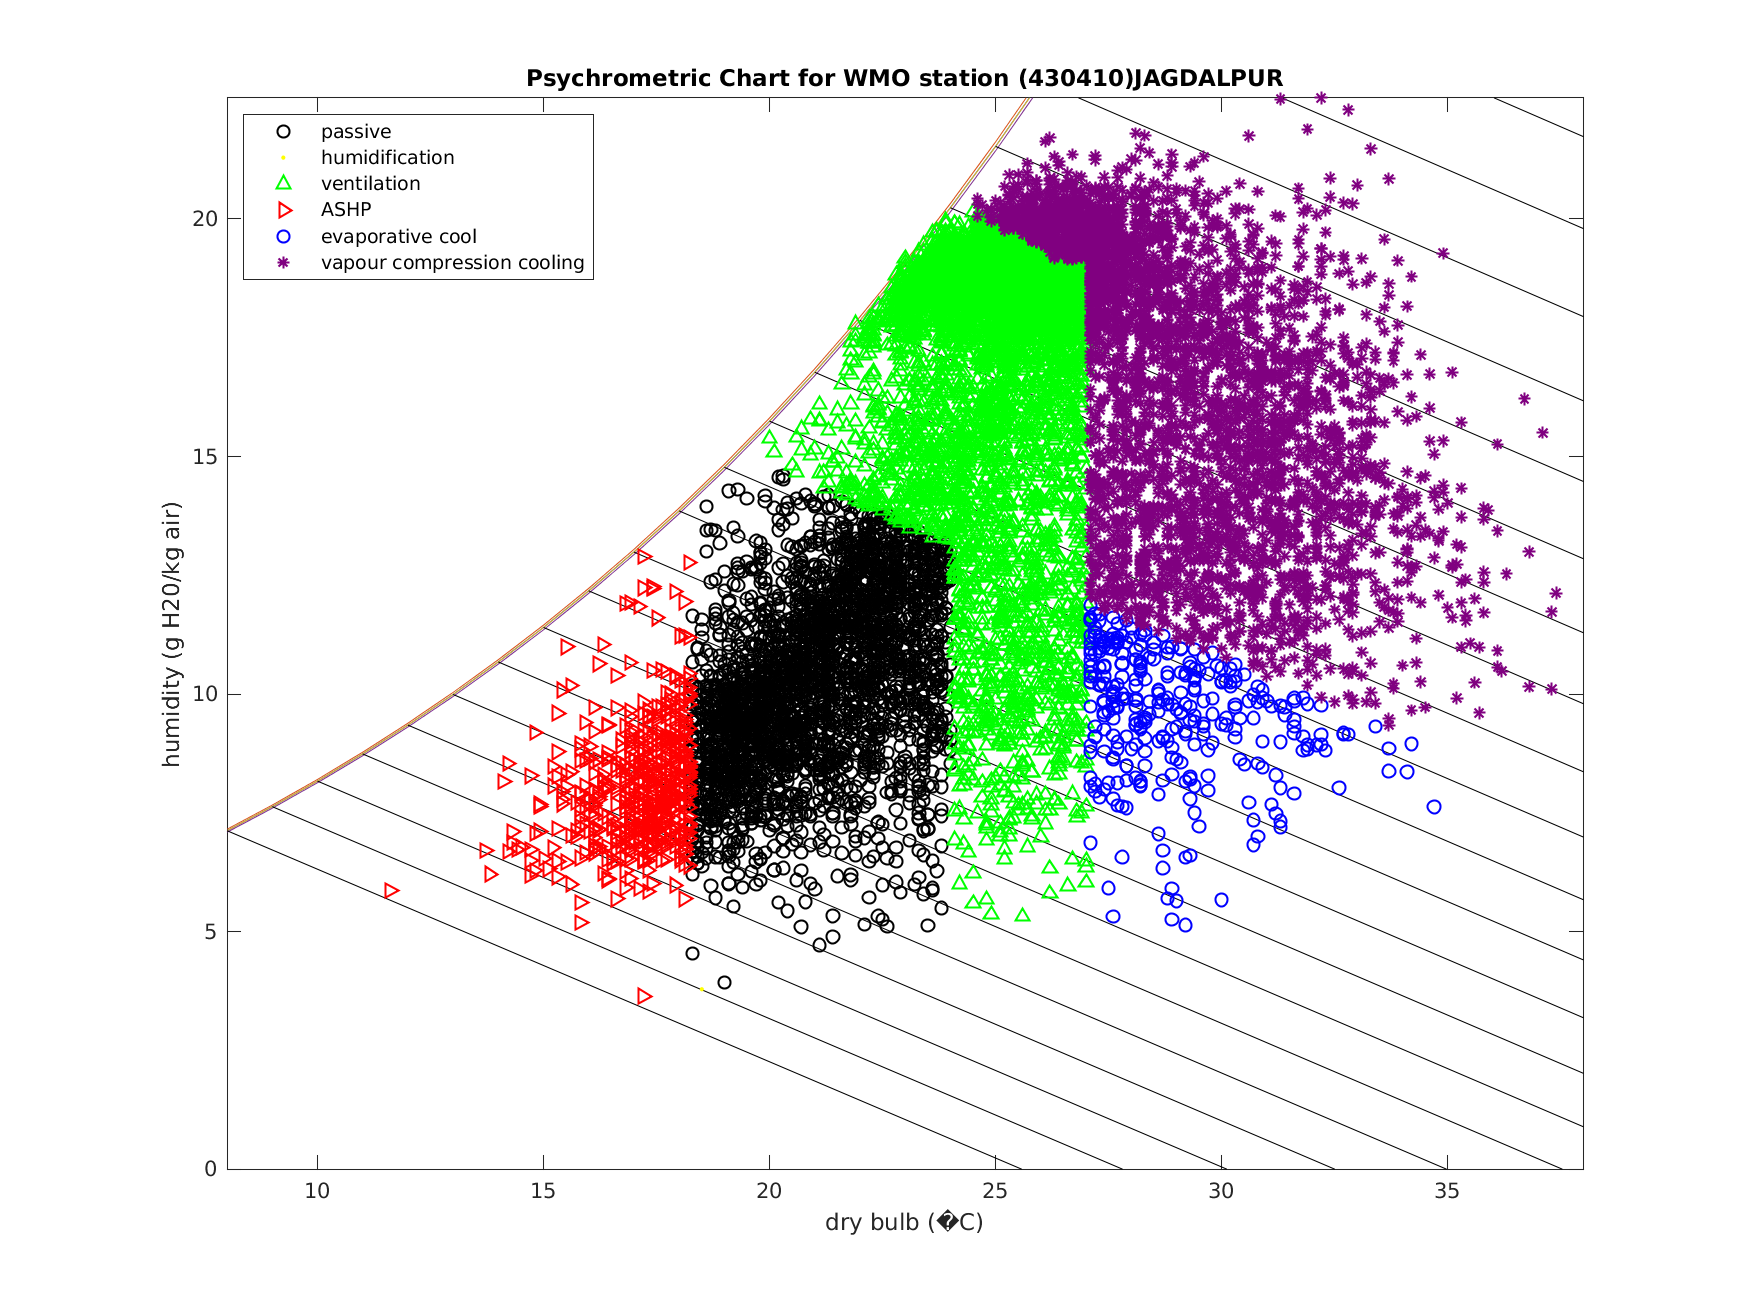 Psychrometric Chart for WMO station (430410)JAGDALPUR
passive
humidification
ventilation
ASHP
evaporative cool
vapour compression cooling
humidity (g H20/kg air)
20
15
10
5
0
10 15 20 25 30 35
dry bulb (�C)